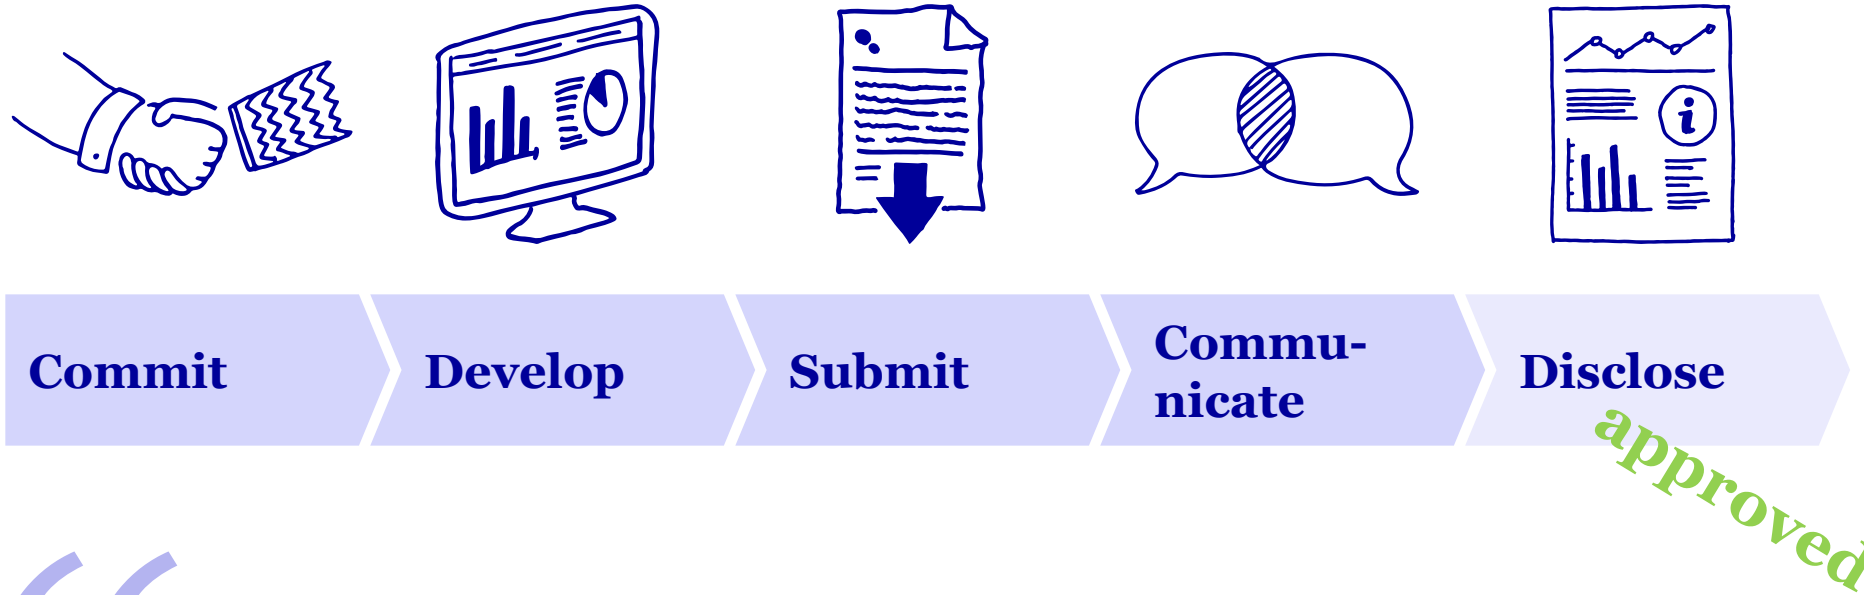 Commit
Develop
Submit
Commu-
nicate
Disclose
approved